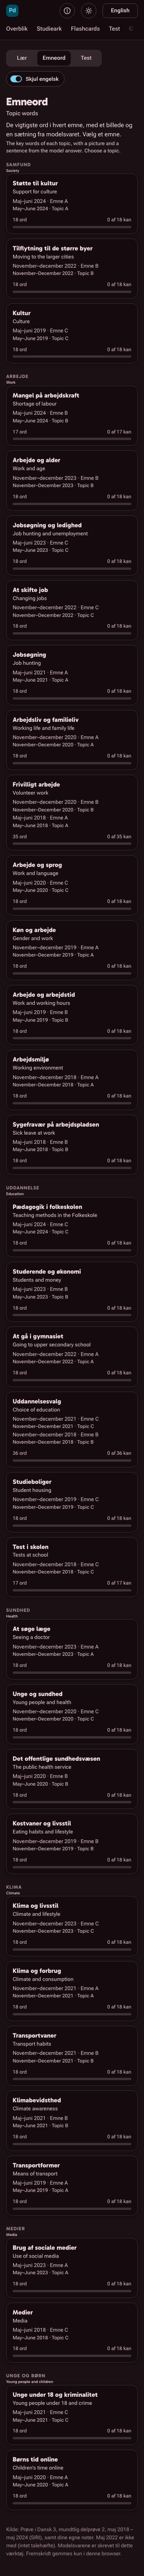 Pd
English
Overblik Studieark Flashcards Test
Lær Emneord Test
Skjul engelsk
Emneord
Topic words
De vigtigste ord i hvert emne, med et billede og
en sætning fra modelsvaret. Vælg et emne.
The key words of each topic, with a picture and a
sentence from the model answer. Choose a topic.
SAMFUND
Society
Støtte til kultur
Support for culture
Maj–juni 2024 · Emne A
May–June 2024 · Topic A
18 ord 0 af 18 kan
Tilflytning til de større byer
Moving to the larger cities
November–december 2022 · Emne B
November–December 2022 · Topic B
18 ord 0 af 18 kan
Kultur
Culture
Maj–juni 2019 · Emne C
May–June 2019 · Topic C
18 ord 0 af 18 kan
ARBEJDE
Work
Mangel på arbejdskraft
Shortage of labour
Maj–juni 2024 · Emne B
May–June 2024 · Topic B
17 ord 0 af 17 kan
Arbejde og alder
Work and age
November–december 2023 · Emne B
November–December 2023 · Topic B
18 ord 0 af 18 kan
Jobsøgning og ledighed
Job hunting and unemployment
Maj–juni 2023 · Emne C
May–June 2023 · Topic C
18 ord 0 af 18 kan
At skifte job
Changing jobs
November–december 2022 · Emne C
November–December 2022 · Topic C
18 ord 0 af 18 kan
Jobsøgning
Job hunting
Maj–juni 2021 · Emne A
May–June 2021 · Topic A
18 ord 0 af 18 kan
Arbejdsliv og familieliv
Working life and family life
November–december 2020 · Emne A
November–December 2020 · Topic A
18 ord 0 af 18 kan
Frivilligt arbejde
Volunteer work
November–december 2020 · Emne B
November–December 2020 · Topic B
Maj–juni 2018 · Emne A
May–June 2018 · Topic A
35 ord 0 af 35 kan
Arbejde og sprog
Work and language
Maj–juni 2020 · Emne C
May–June 2020 · Topic C
18 ord 0 af 18 kan
Køn og arbejde
Gender and work
November–december 2019 · Emne A
November–December 2019 · Topic A
18 ord 0 af 18 kan
Arbejde og arbejdstid
Work and working hours
Maj–juni 2019 · Emne B
May–June 2019 · Topic B
18 ord 0 af 18 kan
Arbejdsmiljø
Working environment
November–december 2018 · Emne A
November–December 2018 · Topic A
18 ord 0 af 18 kan
Sygefravær på arbejdspladsen
Sick leave at work
Maj–juni 2018 · Emne B
May–June 2018 · Topic B
18 ord 0 af 18 kan
UDDANNELSE
Education
Pædagogik i folkeskolen
Teaching methods in the Folkeskole
Maj–juni 2024 · Emne C
May–June 2024 · Topic C
18 ord 0 af 18 kan
Studerende og økonomi
Students and money
Maj–juni 2023 · Emne B
May–June 2023 · Topic B
18 ord 0 af 18 kan
At gå i gymnasiet
Going to upper secondary school
November–december 2022 · Emne A
November–December 2022 · Topic A
18 ord 0 af 18 kan
Uddannelsesvalg
Choice of education
November–december 2021 · Emne C
November–December 2021 · Topic C
November–december 2018 · Emne B
November–December 2018 · Topic B
36 ord 0 af 36 kan
Studieboliger
Student housing
November–december 2019 · Emne C
November–December 2019 · Topic C
18 ord 0 af 18 kan
Test i skolen
Tests at school
November–december 2018 · Emne C
November–December 2018 · Topic C
17 ord 0 af 17 kan
SUNDHED
Health
At søge læge
Seeing a doctor
November–december 2023 · Emne A
November–December 2023 · Topic A
18 ord 0 af 18 kan
Unge og sundhed
Young people and health
November–december 2020 · Emne C
November–December 2020 · Topic C
18 ord 0 af 18 kan
Det offentlige sundhedsvæsen
The public health service
Maj–juni 2020 · Emne B
May–June 2020 · Topic B
18 ord 0 af 18 kan
Kostvaner og livsstil
Eating habits and lifestyle
November–december 2019 · Emne B
November–December 2019 · Topic B
18 ord 0 af 18 kan
KLIMA
Climate
Klima og livsstil
Climate and lifestyle
November–december 2023 · Emne C
November–December 2023 · Topic C
18 ord 0 af 18 kan
Klima og forbrug
Climate and consumption
November–december 2021 · Emne A
November–December 2021 · Topic A
18 ord 0 af 18 kan
Transportvaner
Transport habits
November–december 2021 · Emne B
November–December 2021 · Topic B
18 ord 0 af 18 kan
Klimabevidsthed
Climate awareness
Maj–juni 2021 · Emne B
May–June 2021 · Topic B
18 ord 0 af 18 kan
Transportformer
Means of transport
Maj–juni 2019 · Emne A
May–June 2019 · Topic A
18 ord 0 af 18 kan
MEDIER
Media
Brug af sociale medier
Use of social media
Maj–juni 2023 · Emne A
May–June 2023 · Topic A
18 ord 0 af 18 kan
Medier
Media
Maj–juni 2018 · Emne C
May–June 2018 · Topic C
18 ord 0 af 18 kan
UNGE OG BØRN
Young people and children
Unge under 18 og kriminalitet
Young people under 18 and crime
Maj–juni 2021 · Emne C
May–June 2021 · Topic C
18 ord 0 af 18 kan
Børns tid online
Children's time online
Maj–juni 2020 · Emne A
May–June 2020 · Topic A
18 ord 0 af 18 kan
Kilde: Prøve i Dansk 3, mundtlig delprøve 2, maj 2018 –
maj 2024 (SIRI), samt dine egne noter. Maj 2022 er ikke
med (intet talehæfte). Modelsvarene er skrevet til dette
værktøj. Fremskridt gemmes kun i denne browser.